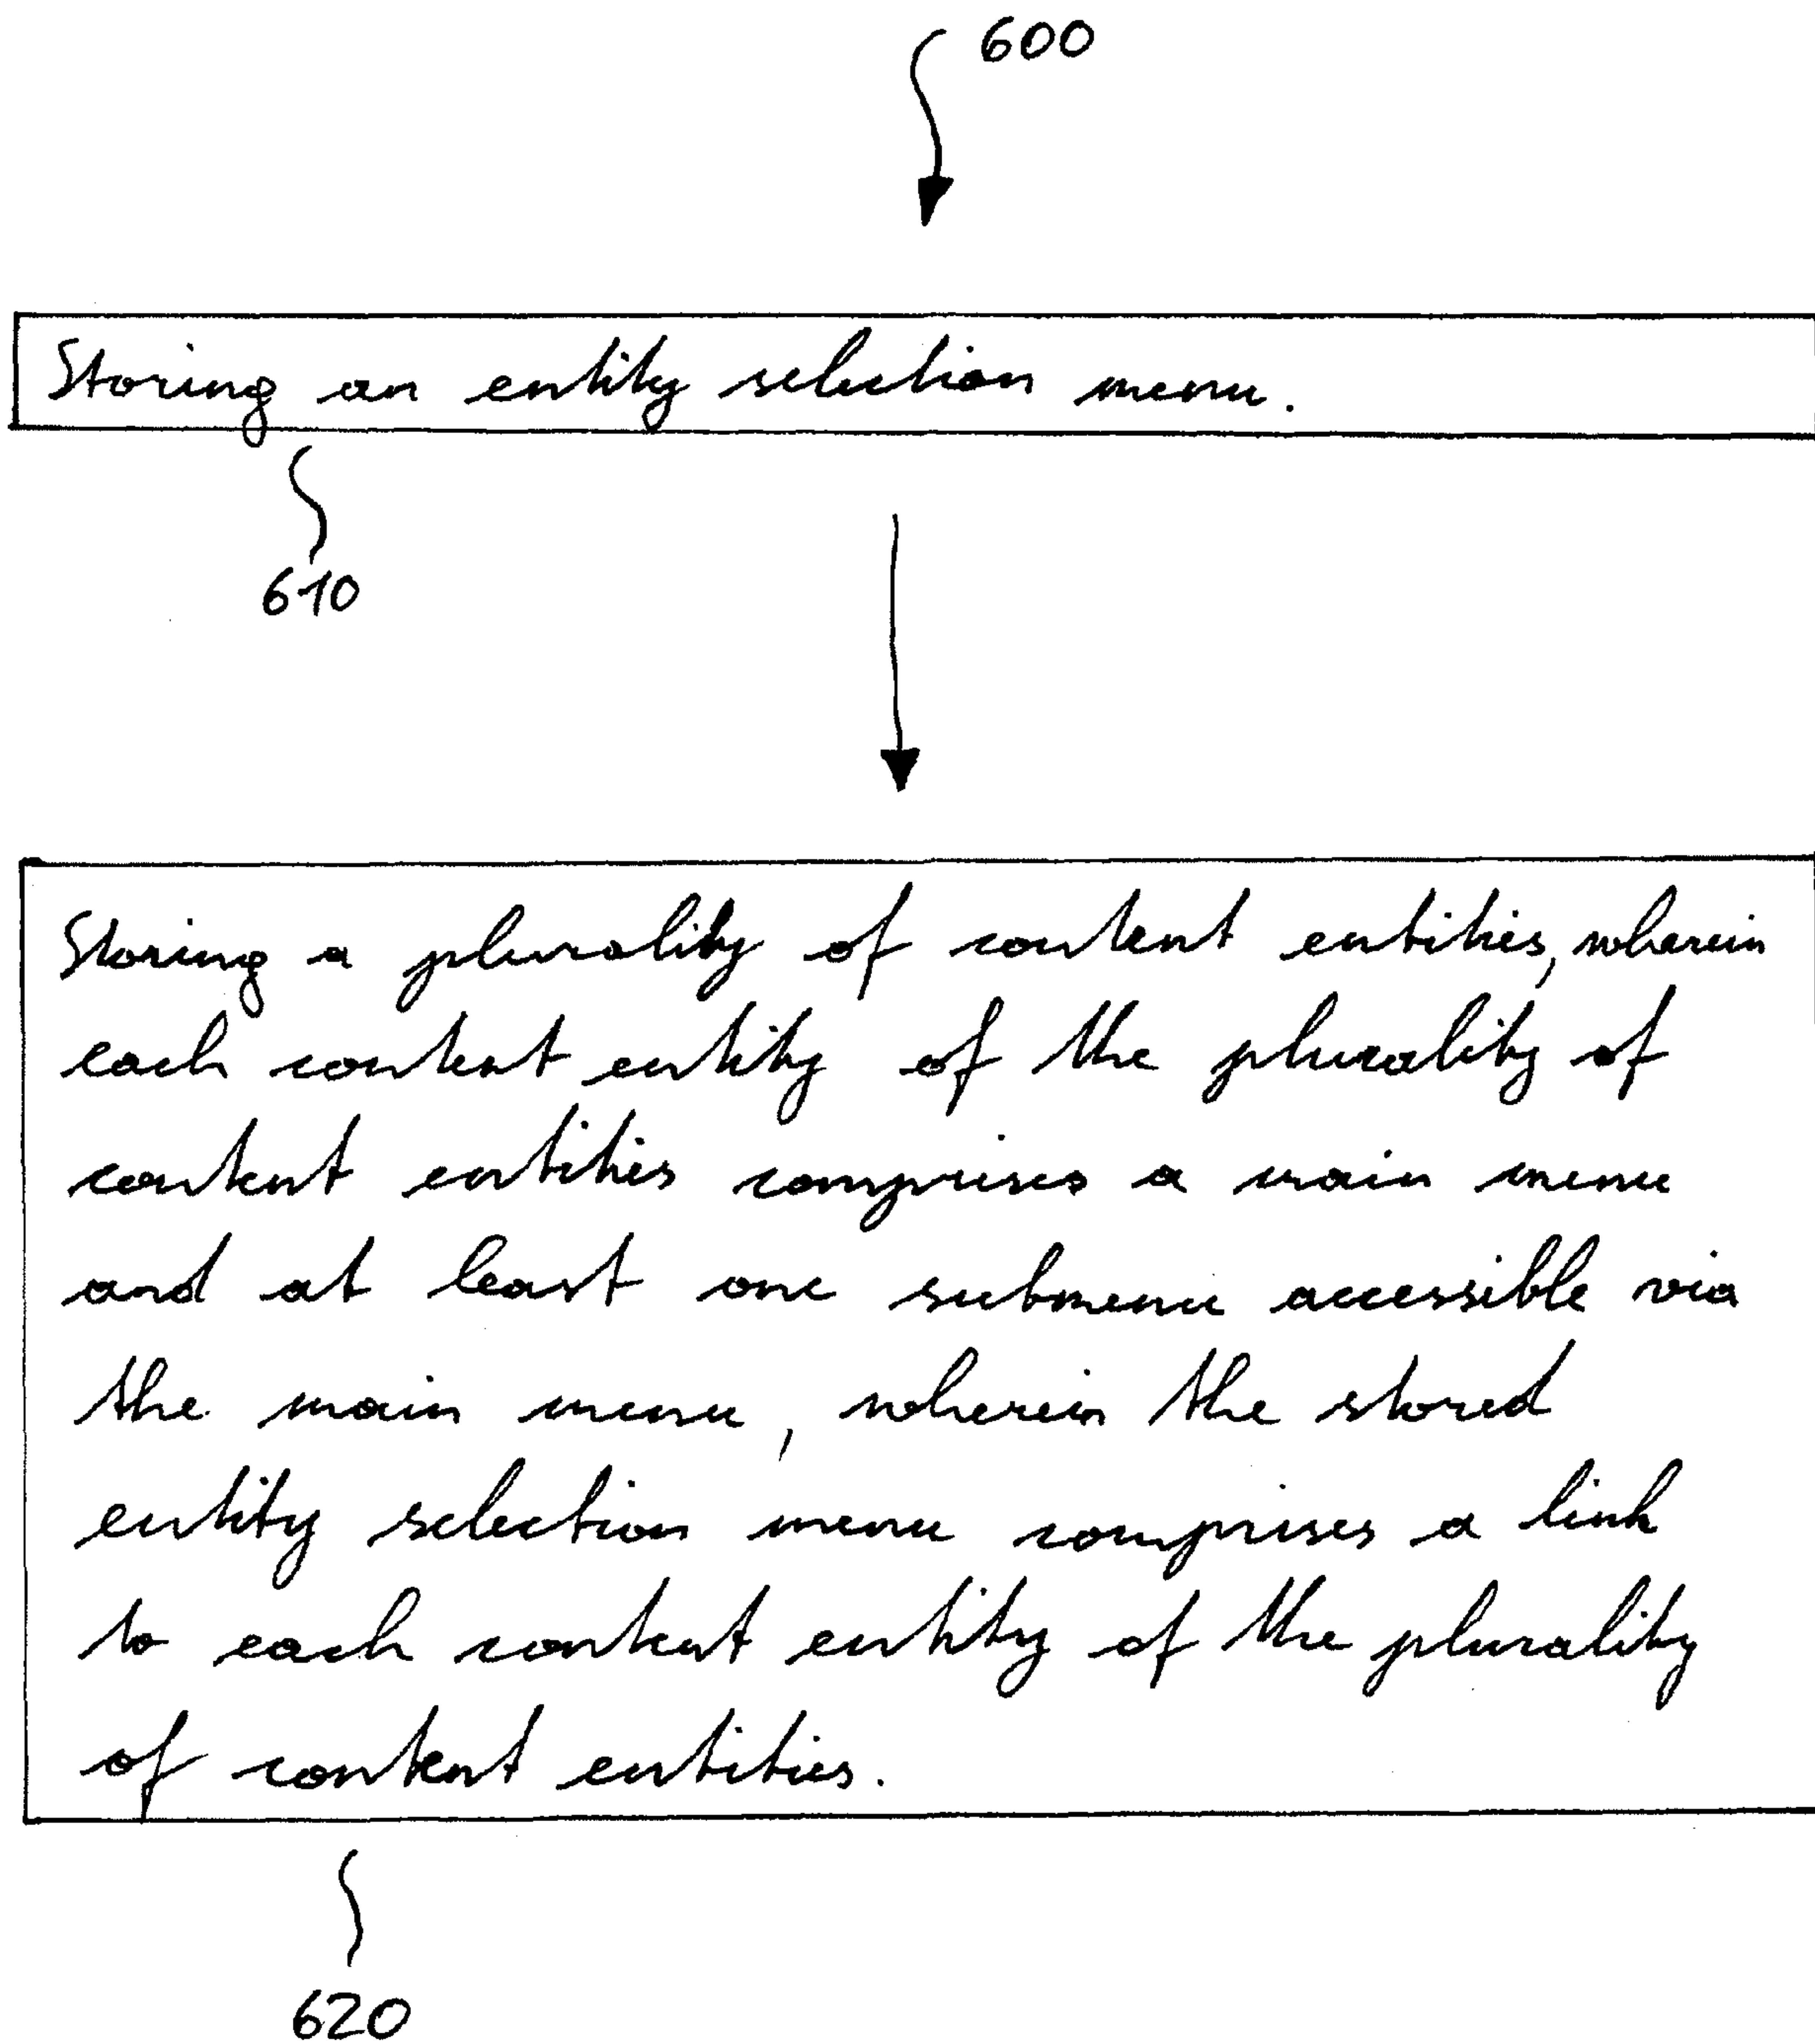 600
Storing an entity selection menu.
610
Storing a plurality of content entities, wherein
each content entity of the plurality of
content entities comprises a main menu
and at least one submenu accessible via
the main menu, wherein the stored
entity selection menu comprises a link
to each content entity of the plurality
of content entities.
620